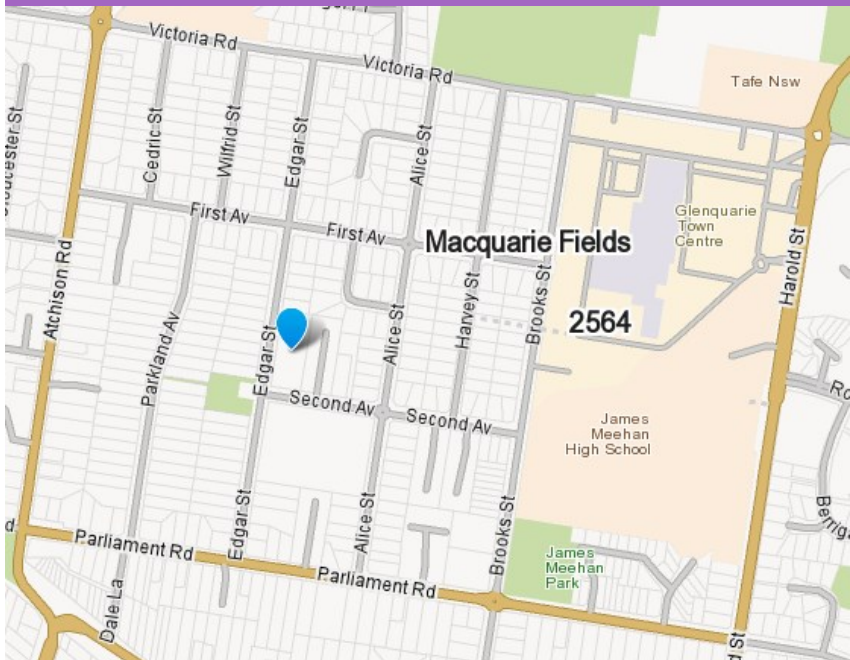 Victoria Rd
Victoria Rd
Tafe Nsw
Cedric St
Wilfrid St
Edgar St
Alice St
First Av
First Av
Glenquarie
Town
Centre
Macquarie Fields
Atchison Rd
Harold St
Parkland Av
Edgar St
Alice St
Harvey St
Brooks St
2564
Second Av
Second Av
James
Meehan
High School
Edgar St
Alice St
Brooks St
Parliament Rd
Parliament Rd
James
Meehan
Park
Dale La